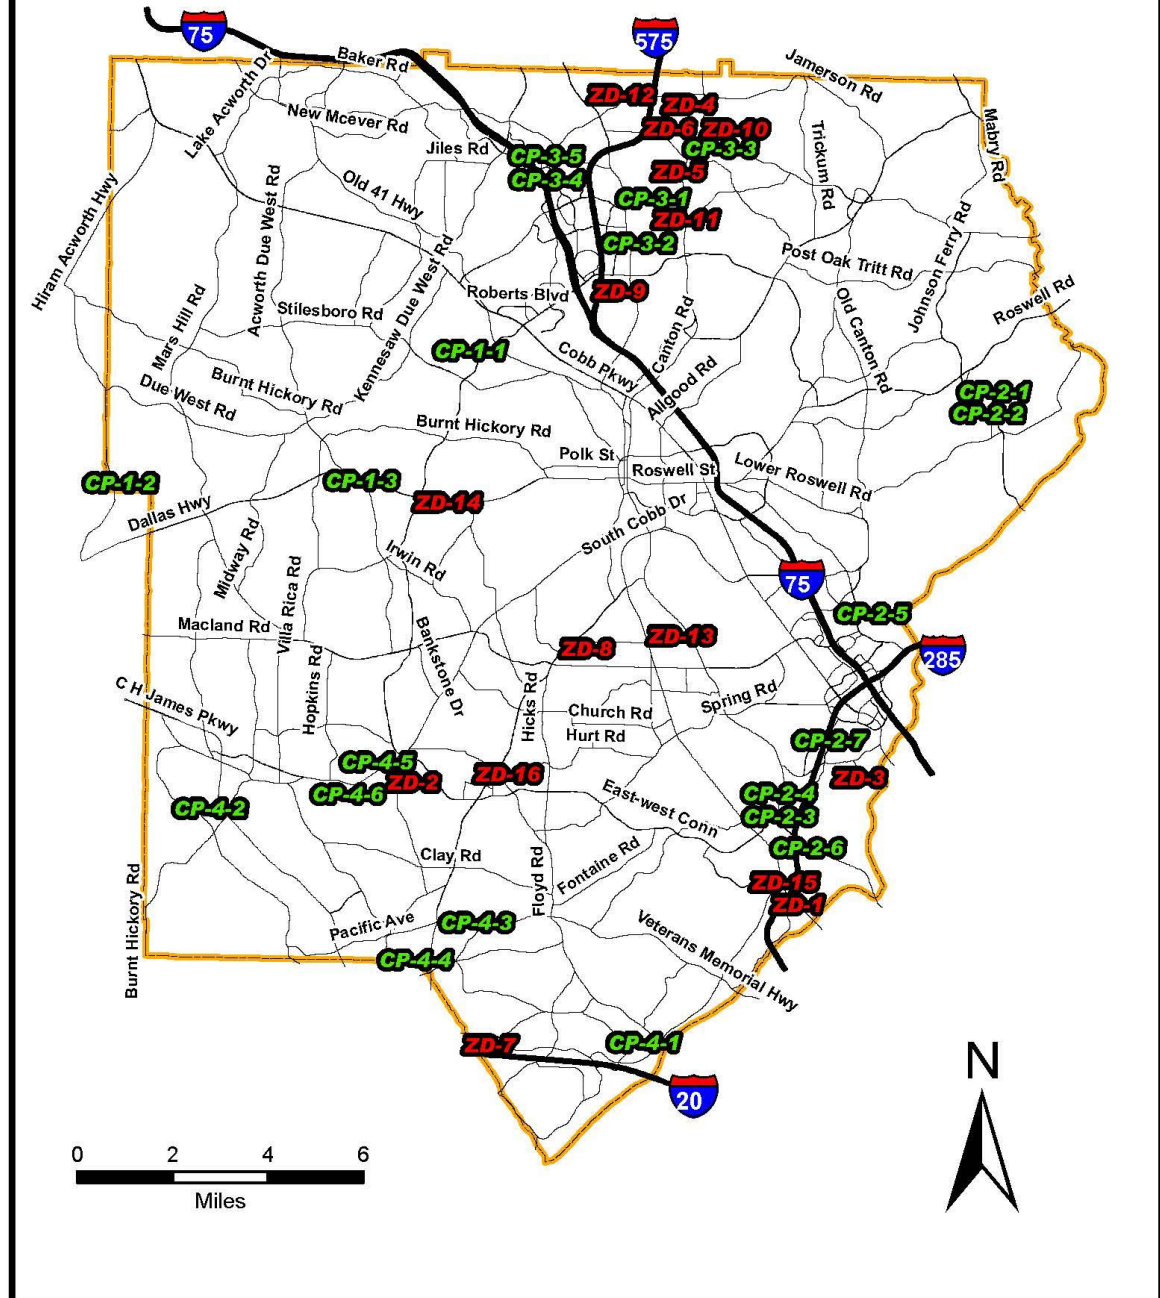 75
575
Baker Rd
Jamerson Rd
Lake Acworth Dr
ZD-12
ZD-4
New Mcever Rd
ZD-6
ZD-10
Trickum Rd
Mabry Rd
Jiles Rd
CP-3-5
CP-3-3
CP-3-4
ZD-5
Old 41 Hwy
CP-3-1
Hiram Acworth Hwy
Acworth Due West Rd
ZD-11
CP-3-2
Post Oak Tritt Rd
Johnson Ferry Rd
Kennesaw Due West Rd
Roberts Blvd
ZD-9
Roswell Rd
Stilesboro Rd
Mars Hill Rd
Canton Rd
Old Canton Rd
CP-1-1
Cobb Pkwy
Allgood Rd
Due West Rd
Burnt Hickory Rd
CP-2-1
CP-2-2
Burnt Hickory Rd
Polk St
Roswell St
Lower Roswell Rd
CP-1-2
CP-1-3
ZD-14
Dallas Hwy
South Cobb Dr
Midway Rd
Irwin Rd
75
Villa Rica Rd
CP-2-5
Macland Rd
Bankstone Dr
ZD-8
ZD-13
285
Hopkins Rd
C H James Pkwy
Hicks Rd
Church Rd
Spring Rd
Hurt Rd
CP-2-7
CP-4-5
ZD-2
ZD-16
ZD-3
CP-4-6
CP-2-4
CP-4-2
East-west Conn
CP-2-3
CP-2-6
Clay Rd
Floyd Rd
Fontaine Rd
ZD-15
ZD-1
Burnt Hickory Rd
Pacific Ave
CP-4-3
Veterans Memorial Hwy
CP-4-4
ZD-7
CP-4-1
20
N
0 2 4 6
Miles